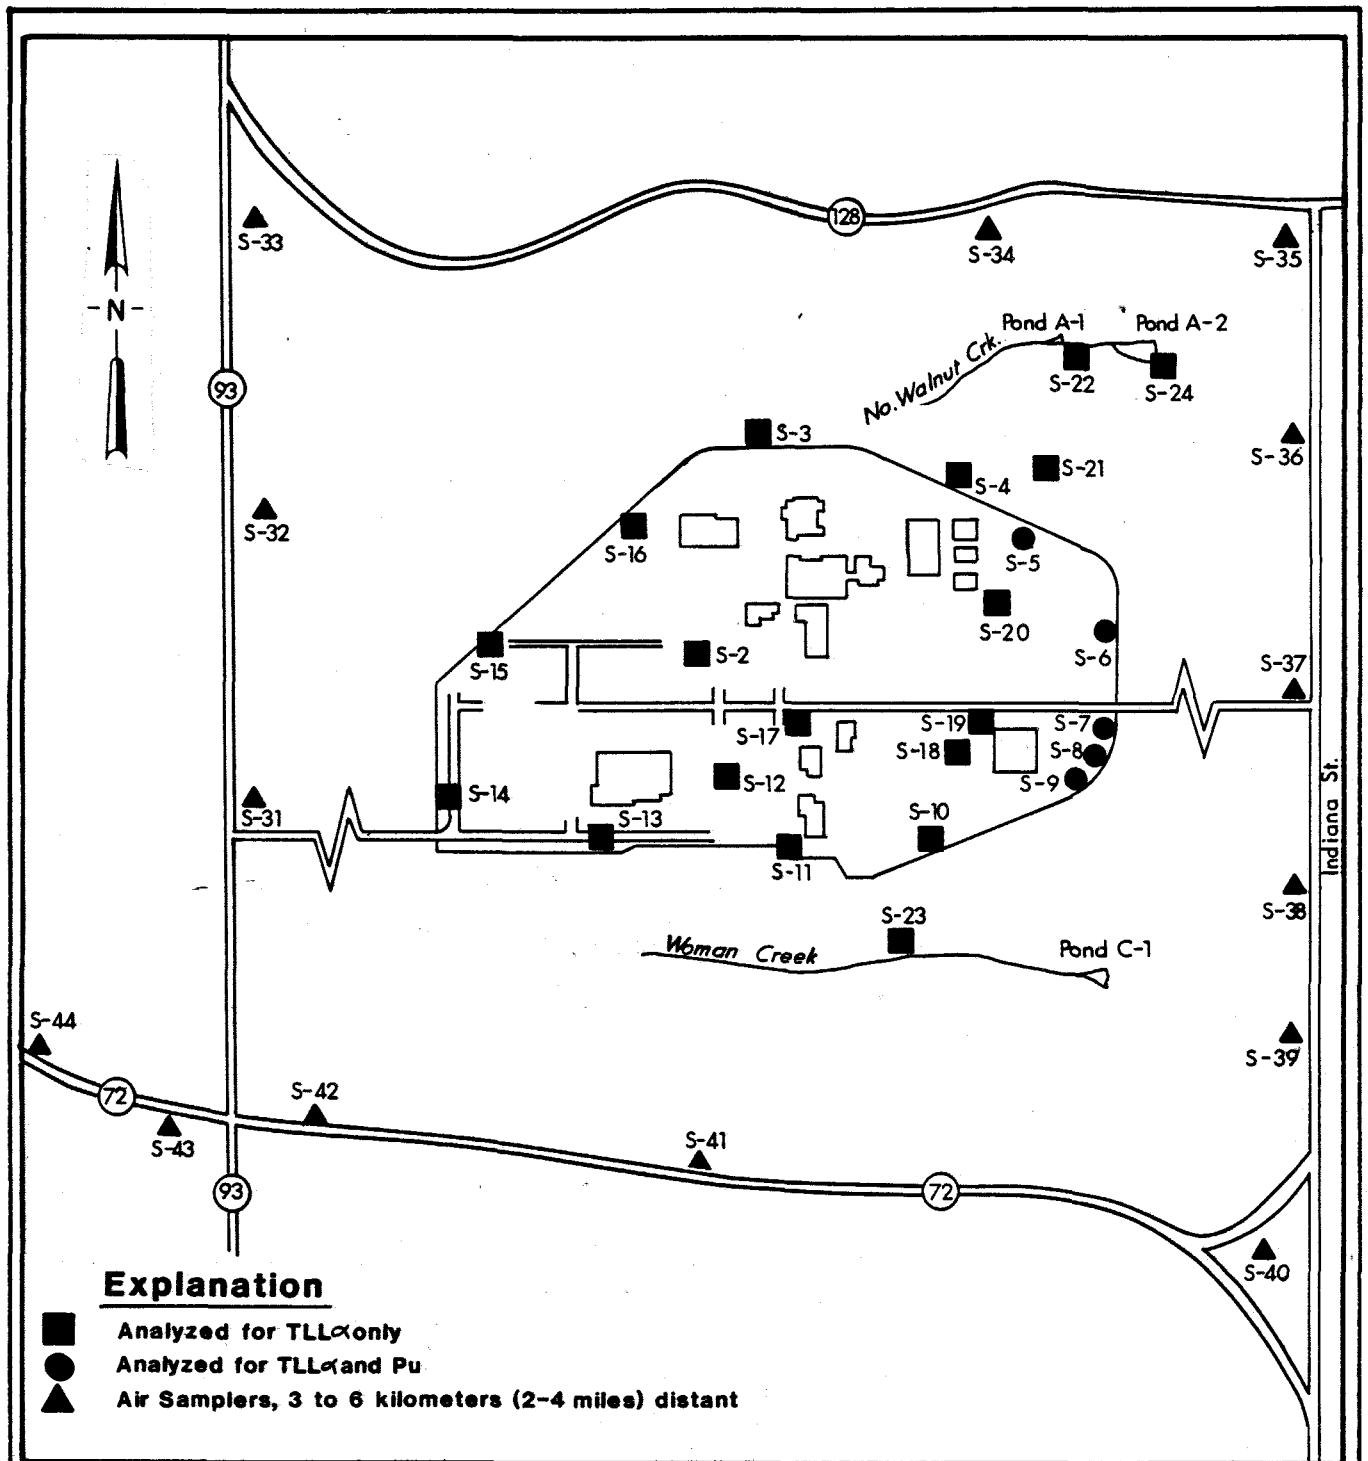 128
S-33
S-34
S-35
-N-
Pond A-1
Pond A-2
No. Walnut Crk.
S-22
S-24
93
S-3
S-36
S-4
S-21
S-32
S-16
S-5
S-20
S-15
S-2
S-6
S-37
S-17
S-19
S-7
S-18
S-8
S-9
S-12
S-14
S-31
S-13
S-10
S-11
Indiana St.
S-38
S-23
Woman Creek
Pond C-1
S-44
S-39
72
S-42
S-43
S-41
93
72
S-40
Explanation
Analyzed for TLL∝ only
Analyzed for TLL∝ and Pu
Air Samplers, 3 to 6 kilometers (2-4 miles) distant